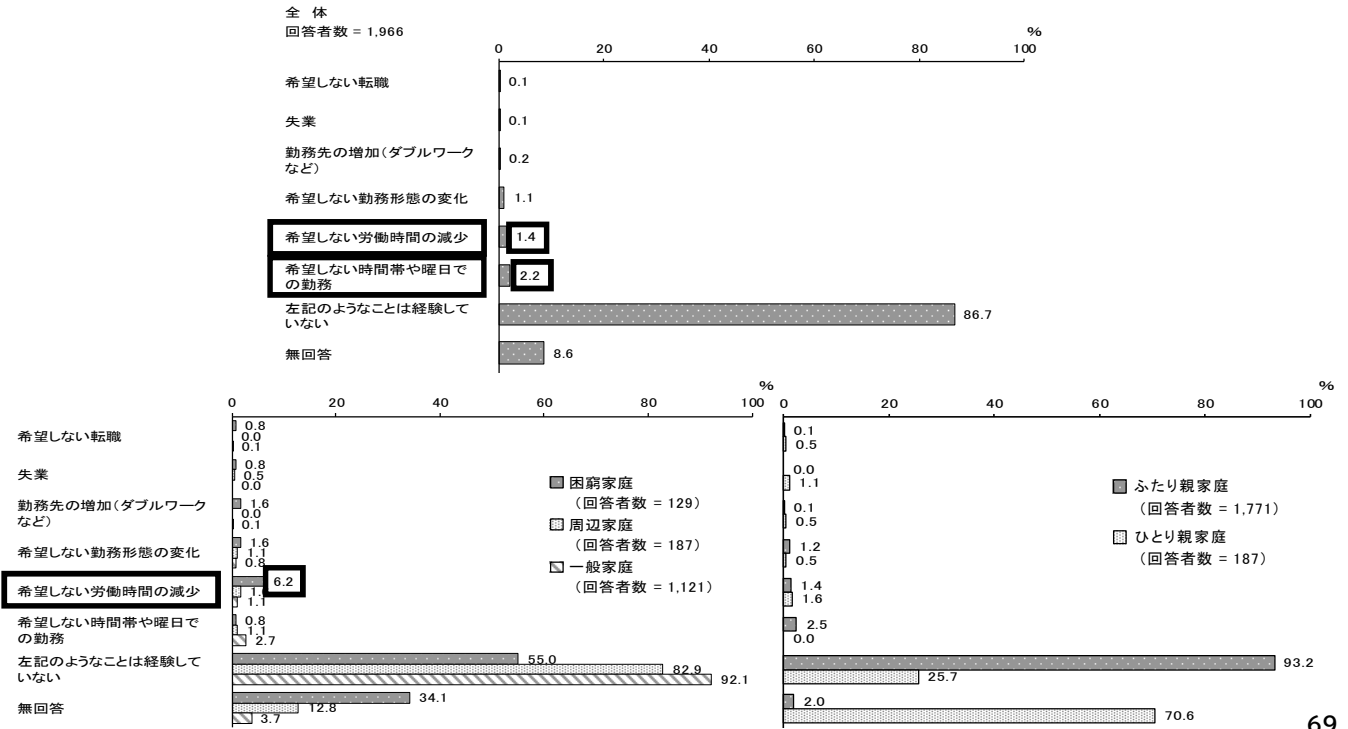 全 体
回答者数 = 1,966
%
0 20 40 60 80 100
希望しない転職 0.1
失業 0.1
勤務先の増加(ダブルワーク
など) 0.2
希望しない勤務形態の変化 1.1
希望しない労働時間の減少 1.4
希望しない時間帯や曜日で
の勤務 2.2
左記のようなことは経験して
いない 86.7
無回答 8.6
%
0 20 40 60 80 100
希望しない転職
0.8
0.0
0.1
失業
0.8
0.5
0.0
勤務先の増加(ダブルワーク
など)
1.6
0.0
0.1
希望しない勤務形態の変化
1.6
1.1
0.8
希望しない労働時間の減少
6.2
1.1
希望しない時間帯や曜日で
の勤務
0.8
1.1
2.7
左記のようなことは経験して
いない
55.0
82.9
92.1
無回答
34.1
12.8
3.7
困窮家庭
(回答者数 = 129)
周辺家庭
(回答者数 = 187)
一般家庭
(回答者数 = 1,121)
%
0 20 40 60 80 100
0.1
0.5
0.0
1.1
0.1
0.5
1.2
0.5
1.4
1.6
2.5
0.0
93.2
25.7
2.0
70.6
ふたり親家庭
(回答者数 = 1,771)
ひとり親家庭
(回答者数 = 187)
69